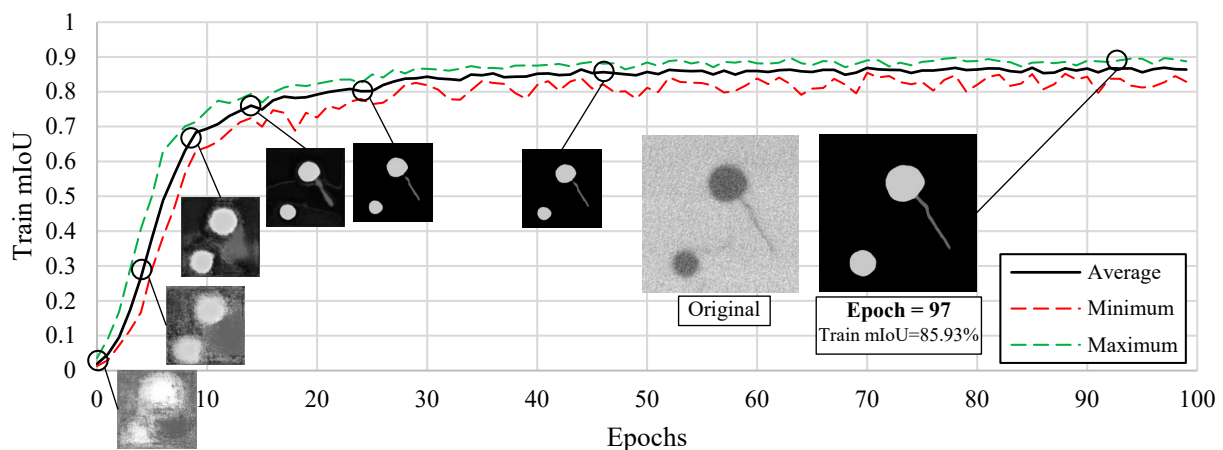 1
0.9
0.8
0.7
0.6
0.5
0.4
0.3
0.2
0.1
0
Train mIoU
0 10 20 30 40 50 60 70 80 90 100
Epochs
Original
Epoch = 97
Train mIoU=85.93%
Average
Minimum
Maximum